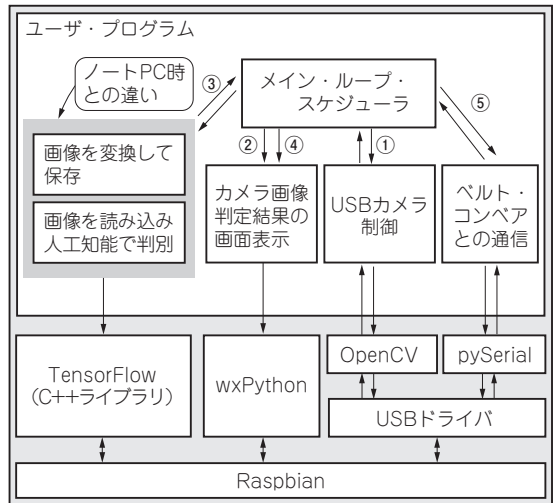 ユーザ・プログラム
ノートPC時
との違い
③
メイン・ループ・
スケジューラ
⑤
②
④
①
画像を変換して
保存
画像を読み込み
人工知能で判別
カメラ画像
判定結果の
画面表示
USBカメラ
制御
ベルト・
コンベア
との通信
TensorFlow
(C++ライブラリ)
wxPython
OpenCV
pySerial
USBドライバ
Raspbian